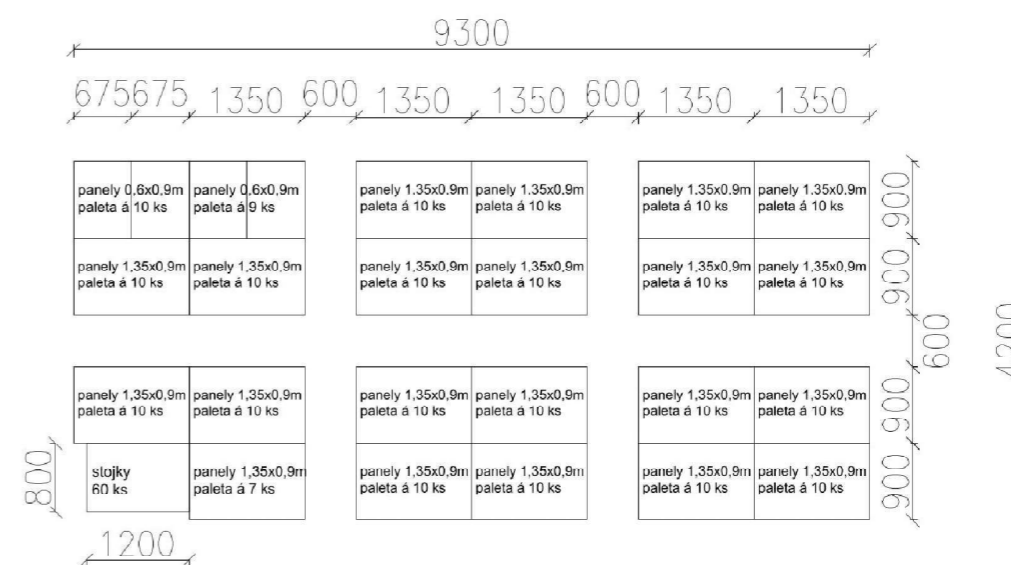 9300
675 675 1350 600 1350 1350 600 1350 1350
panely 0,6x0,9m panely 0,6x0,9m panely 1.35x0.9m panely 1.35x0.9m panely 1.35x0.9m panely 1.35x0.9m
paleta á 10 ks paleta á 9 ks paleta á 10 ks paleta á 10 ks paleta á 10 ks paleta á 10 ks
900
panely 1,35x0,9m panely 1,35x0,9m panely 1,35x0,9m panely 1,35x0,9m panely 1,35x0,9m panely 1,35x0,9m
paleta á 10 ks paleta á 10 ks paleta á 10 ks paleta á 10 ks paleta á 10 ks paleta á 10 ks
900
600
4200
panely 1,35x0,9m panely 1,35x0,9m panely 1,35x0,9m panely 1,35x0,9m panely 1,35x0,9m panely 1,35x0,9m
paleta á 10 ks paleta á 10 ks paleta á 10 ks paleta á 10 ks paleta á 10 ks paleta á 10 ks
900
800
stojky panely 1,35x0,9m panely 1,35x0,9m panely 1,35x0,9m panely 1,35x0,9m panely 1,35x0,9m
60 ks paleta á 7 ks paleta á 10 ks paleta á 10 ks paleta á 10 ks paleta á 10 ks
900
1200